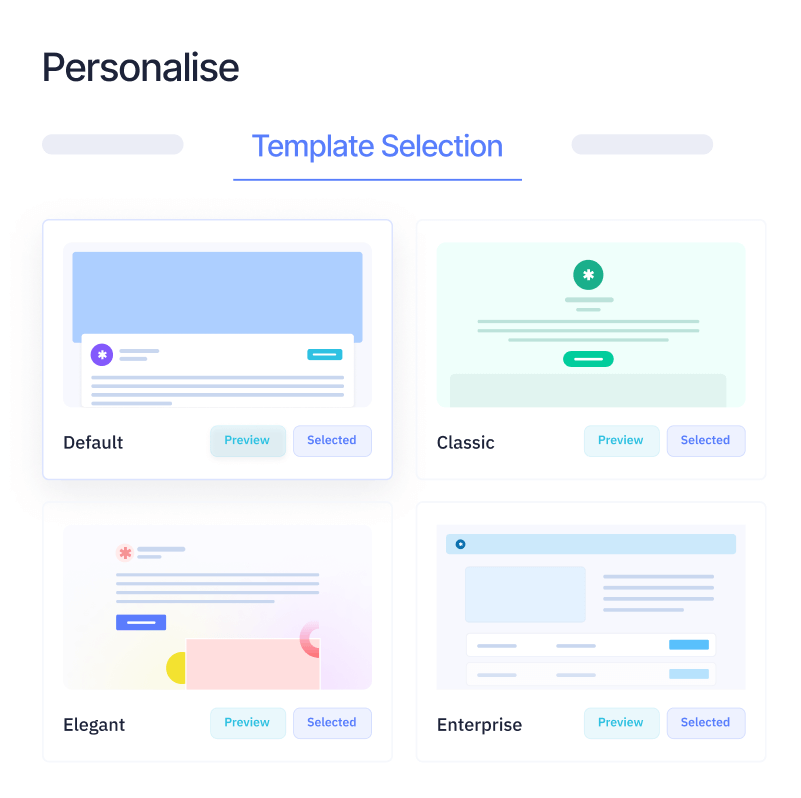 Personalise
Template Selection
Default
Preview
Selected
Classic
Preview
Selected
Elegant
Preview
Selected
Enterprise
Preview
Selected